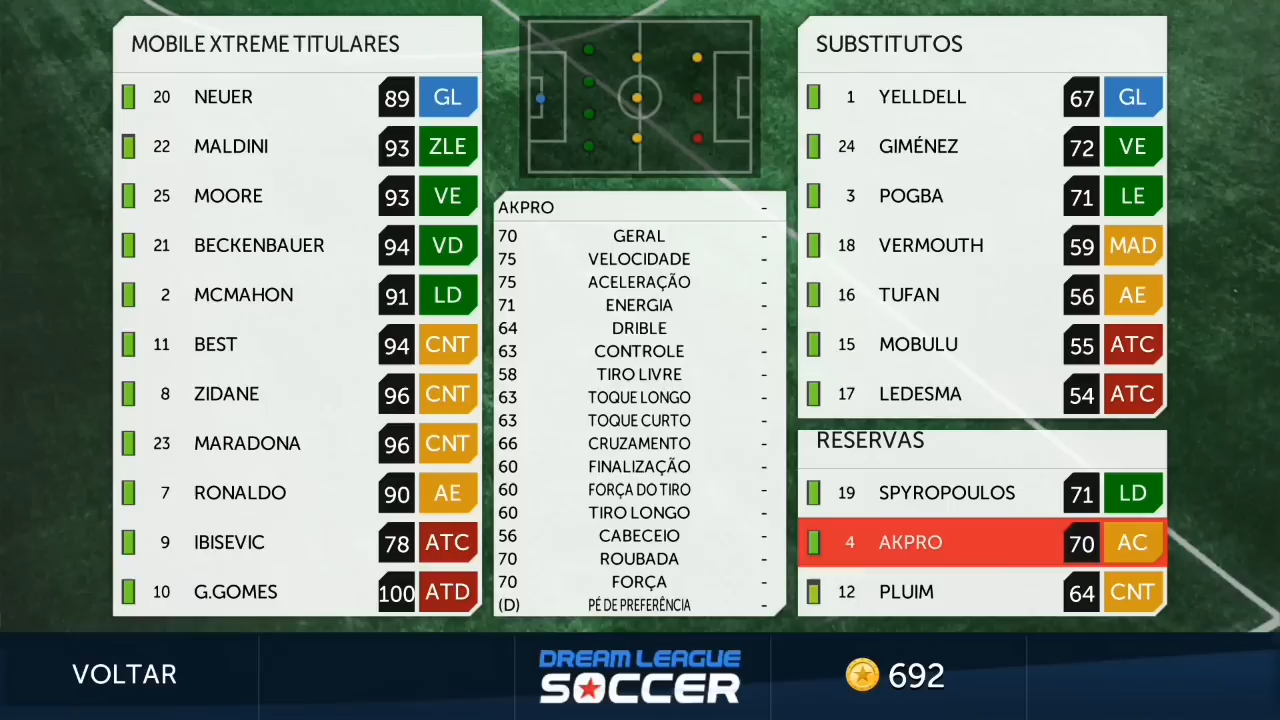 MOBILE XTREME TITULARES
20 NEUER 89 GL
22 MALDINI 93 ZLE
25 MOORE 93 VE
21 BECKENBAUER 94 VD
2 MCMAHON 91 LD
11 BEST 94 CNT
8 ZIDANE 96 CNT
23 MARADONA 96 CNT
7 RONALDO 90 AE
9 IBISEVIC 78 ATC
10 G.GOMES 100 ATD
AKPRO -
70 GERAL -
75 VELOCIDADE -
75 ACELERAÇÃO -
71 ENERGIA -
64 DRIBLE -
63 CONTROLE -
58 TIRO LIVRE -
63 TOQUE LONGO -
63 TOQUE CURTO -
66 CRUZAMENTO -
60 FINALIZAÇÃO -
60 FORÇA DO TIRO -
60 TIRO LONGO -
56 CABECEIO -
70 ROUBADA -
70 FORÇA -
(D) PÉ DE PREFERÊNCIA -
SUBSTITUTOS
1 YELLDELL 67 GL
24 GIMÉNEZ 72 VE
3 POGBA 71 LE
18 VERMOUTH 59 MAD
16 TUFAN 56 AE
15 MOBULU 55 ATC
17 LEDESMA 54 ATC
RESERVAS
19 SPYROPOULOS 71 LD
4 AKPRO 70 AC
12 PLUIM 64 CNT
VOLTAR
DREAM LEAGUE
SOCCER
692